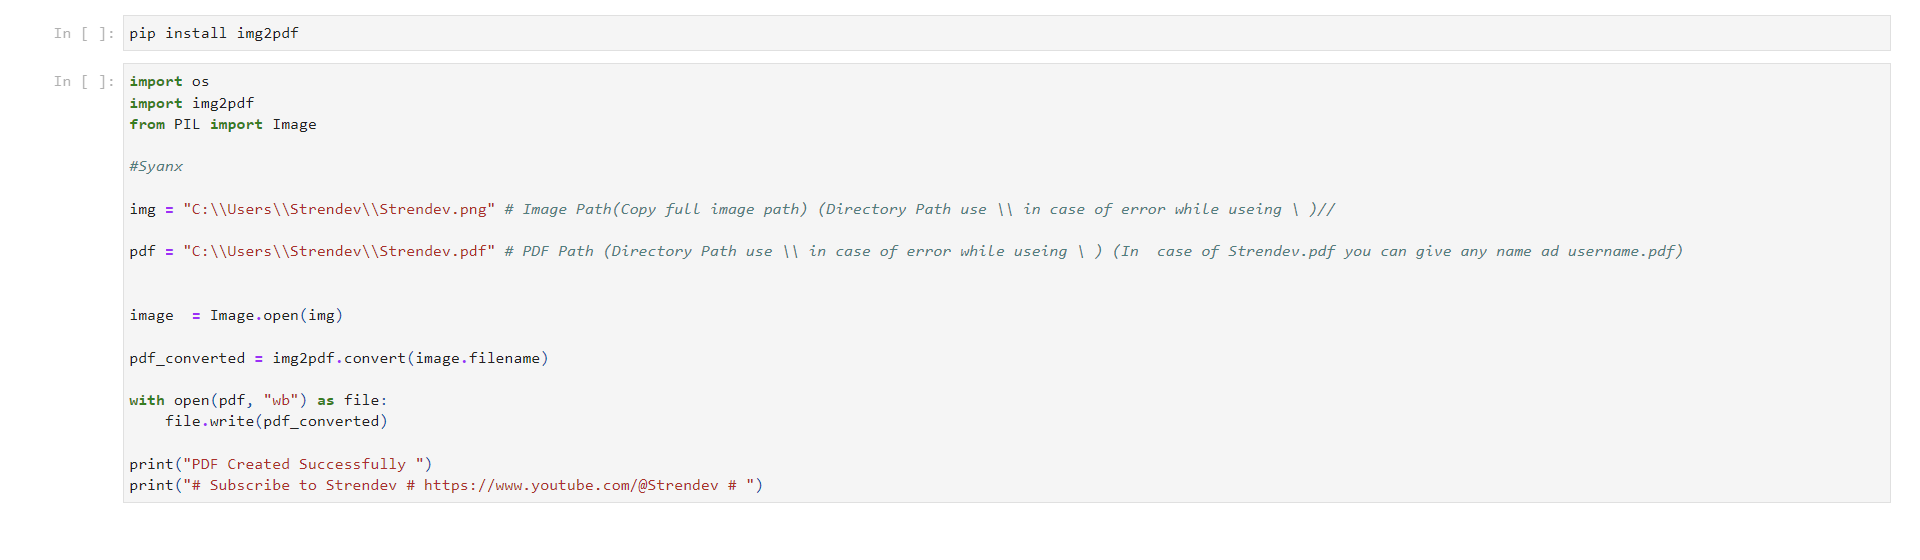 In [ ]: pip install img2pdf
In [ ]: import os
import img2pdf
from PIL import Image
#Syanx
img = "C:\\Users\\Strendev\\Strendev.png" # Image Path(Copy full image path) (Directory Path use \\ in case of error while useing \ )//
pdf = "C:\\Users\\Strendev\\Strendev.pdf" # PDF Path (Directory Path use \\ in case of error while useing \ ) (In  case of Strendev.pdf you can give any name ad username.pdf)
image  = Image.open(img)
pdf_converted = img2pdf.convert(image.filename)
with open(pdf, "wb") as file:
    file.write(pdf_converted)
print("PDF Created Successfully ")
print("# Subscribe to Strendev # https://www.youtube.com/@Strendev # ")